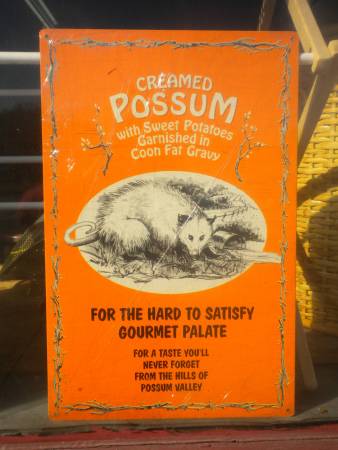 CREAMED
POSSUM
with Sweet Potatoes
Garnished in
Coon Fat Gravy
FOR THE HARD TO SATISFY
GOURMET PALATE
FOR A TASTE YOU'LL
NEVER FORGET
FROM THE HILLS OF
POSSUM VALLEY